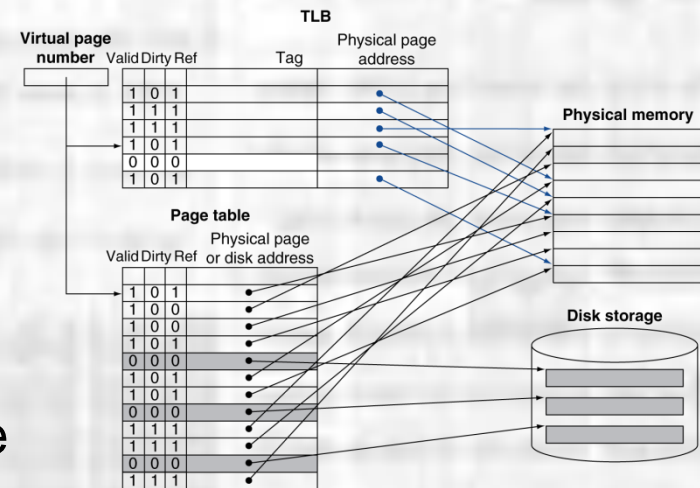 TLB
Virtual page
number
Valid Dirty Ref Tag Physical page
address
1 0 1
1 1 1
1 1 1
1 0 1
0 0 0
1 0 1
Physical memory
Page table
Valid Dirty Ref Physical page
or disk address
1 0 1
1 0 0
1 0 0
1 0 1
0 0 0
1 0 1
1 0 1
0 0 0
1 1 1
1 1 1
0 0 0
1 1 1
Disk storage
e